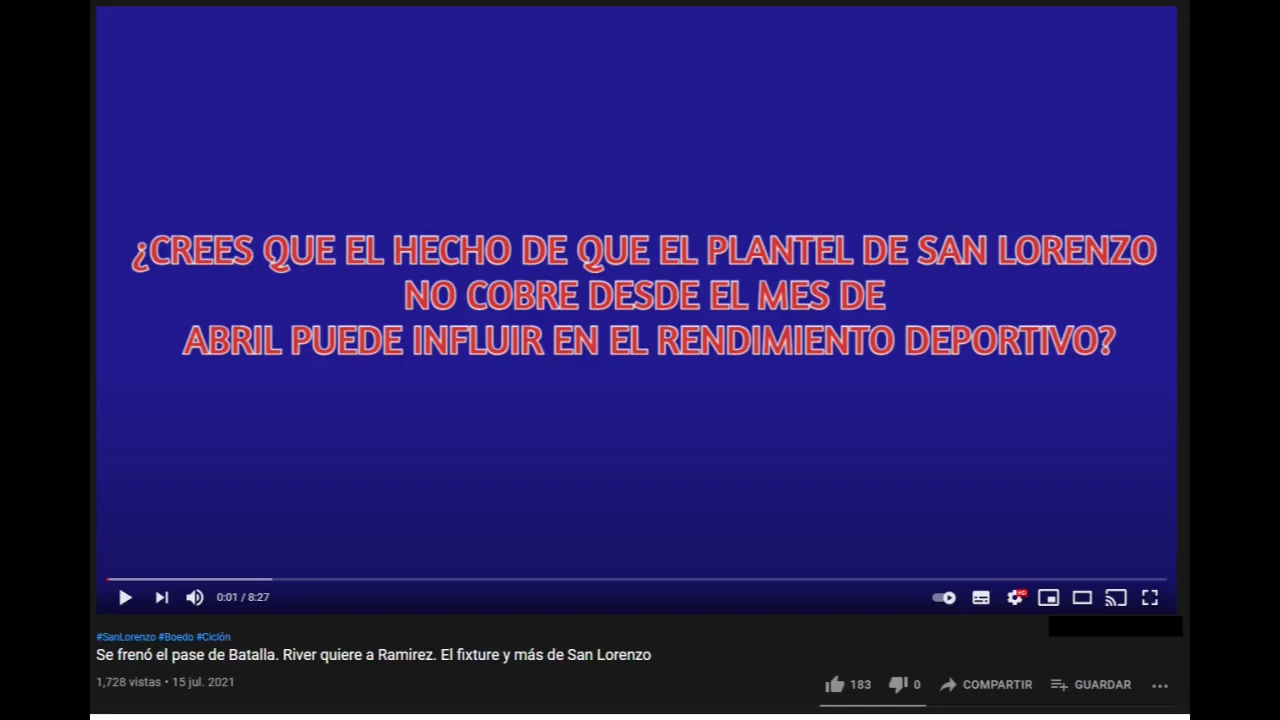 ¿CREES QUE EL HECHO DE QUE EL PLANTEL DE SAN LORENZO
NO COBRE DESDE EL MES DE
ABRIL PUEDE INFLUIR EN EL RENDIMIENTO DEPORTIVO?
0:01 / 8:27
HD
#SanLorenzo #Boedo #Ciclón
Se frenó el pase de Batalla. River quiere a Ramirez. El fixture y más de San Lorenzo
1,728 vistas • 15 jul. 2021
183 0 COMPARTIR GUARDAR